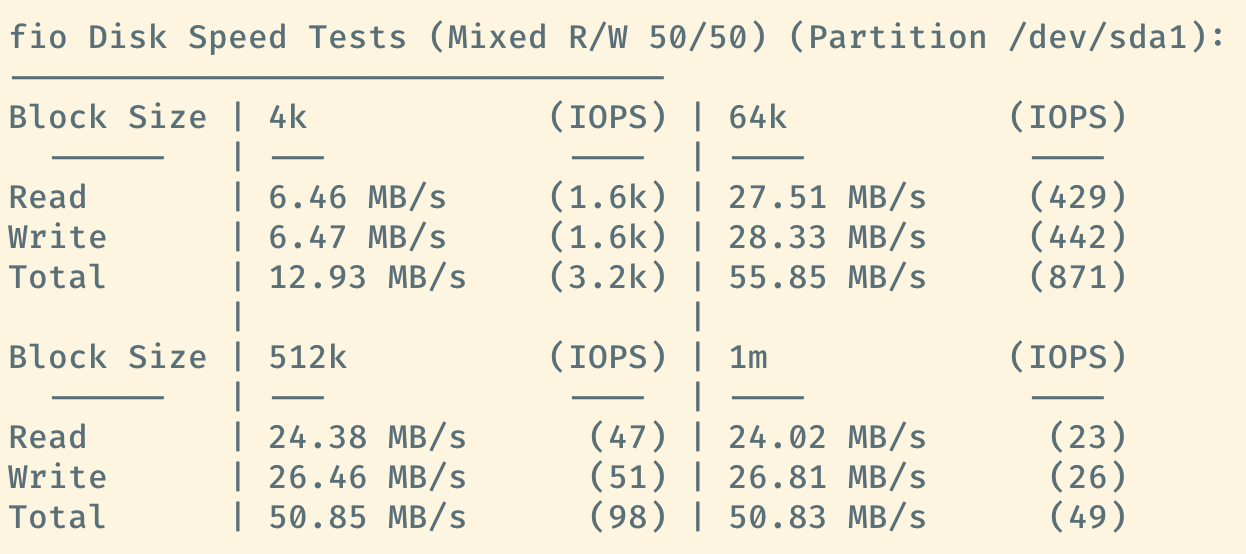 fio Disk Speed Tests (Mixed R/W 50/50) (Partition /dev/sda1):
---------------------------------
Block Size | 4k            (IOPS) | 64k           (IOPS)
  ------   | ---            ----  | ----           ----
Read       | 6.46 MB/s     (1.6k) | 27.51 MB/s     (429)
Write      | 6.47 MB/s     (1.6k) | 28.33 MB/s     (442)
Total      | 12.93 MB/s    (3.2k) | 55.85 MB/s     (871)
           |                      |
Block Size | 512k          (IOPS) | 1m            (IOPS)
  ------   | ---            ----  | ----           ----
Read       | 24.38 MB/s      (47) | 24.02 MB/s      (23)
Write      | 26.46 MB/s      (51) | 26.81 MB/s      (26)
Total      | 50.85 MB/s      (98) | 50.83 MB/s      (49)